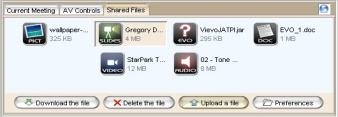 Current Meeting AV Controls Shared Files
wallpaper-... Gregory D... VievoJATPI.jar EVO_1.doc
325 KB 4 MB 295 KB 1 MB
PICT SLIDES EVO DOC
StarPark T... 02 - Tone ...
12 MB 8 MB
VIDEO AUDIO
Download the file Delete the file Upload a file Preferences